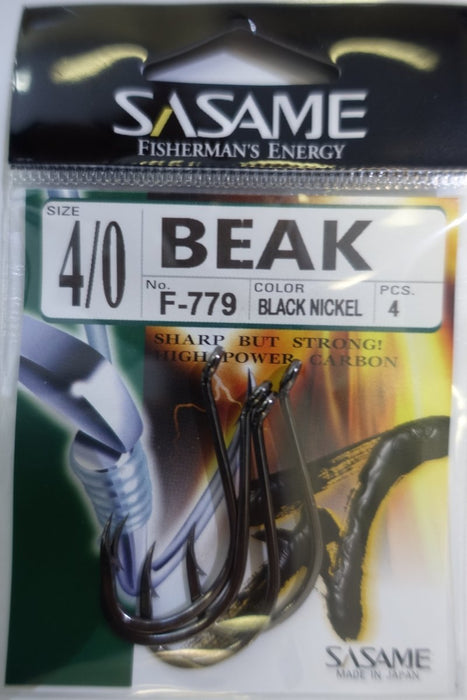 SASAME
FISHERMAN'S ENERGY
SIZE
4/0
BEAK
No.
F-779
COLOR
BLACK NICKEL
PCS.
4
SHARP BUT STRONG!
HIGH POWER CARBON
SASAME
MADE IN JAPAN